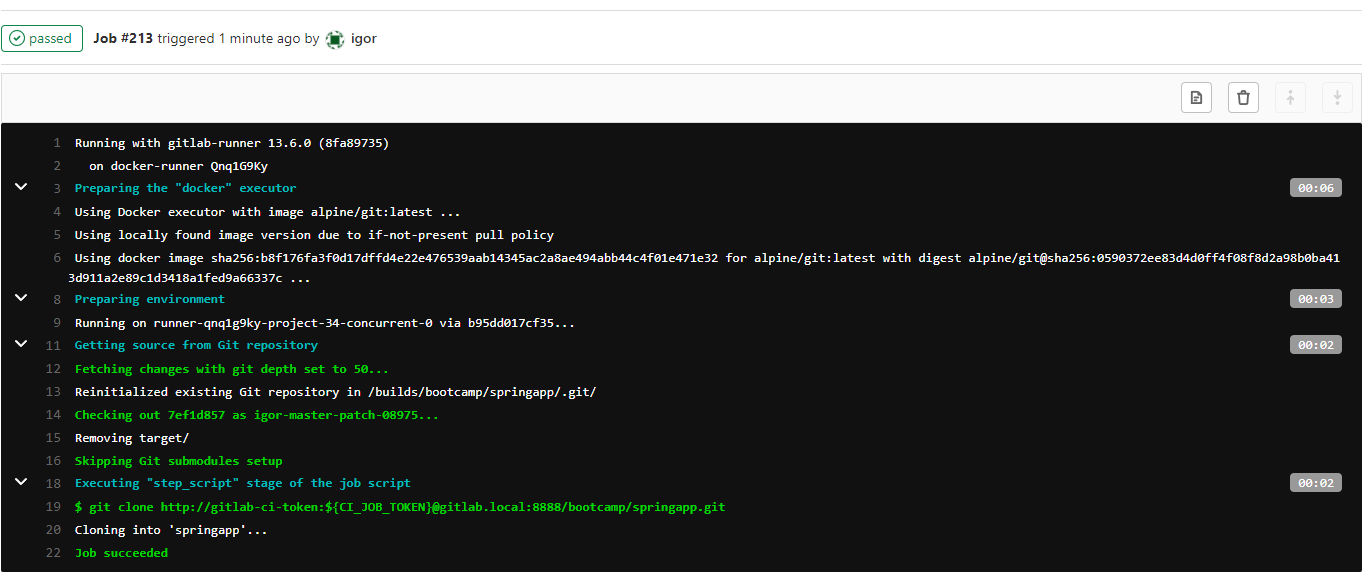 passed Job #213 triggered 1 minute ago by igor
1 Running with gitlab-runner 13.6.0 (8fa89735)
2 on docker-runner Qnq1G9Ky
3 Preparing the "docker" executor 00:06
4 Using Docker executor with image alpine/git:latest ...
5 Using locally found image version due to if-not-present pull policy
6 Using docker image sha256:b8f176fa3f0d17dffd4e22e476539aab14345ac2a8ae494abb44c4f01e471e32 for alpine/git:latest with digest alpine/git@sha256:0590372ee83d4d0ff4f08f8d2a98b0ba41
3d911a2e89c1d3418a1fed9a66337c ...
8 Preparing environment 00:03
9 Running on runner-qnq1g9ky-project-34-concurrent-0 via b95dd017cf35...
11 Getting source from Git repository 00:02
12 Fetching changes with git depth set to 50...
13 Reinitialized existing Git repository in /builds/bootcamp/springapp/.git/
14 Checking out 7ef1d857 as igor-master-patch-08975...
15 Removing target/
16 Skipping Git submodules setup
18 Executing "step_script" stage of the job script 00:02
19 $ git clone http://gitlab-ci-token:${CI_JOB_TOKEN}@gitlab.local:8888/bootcamp/springapp.git
20 Cloning into 'springapp'...
22 Job succeeded